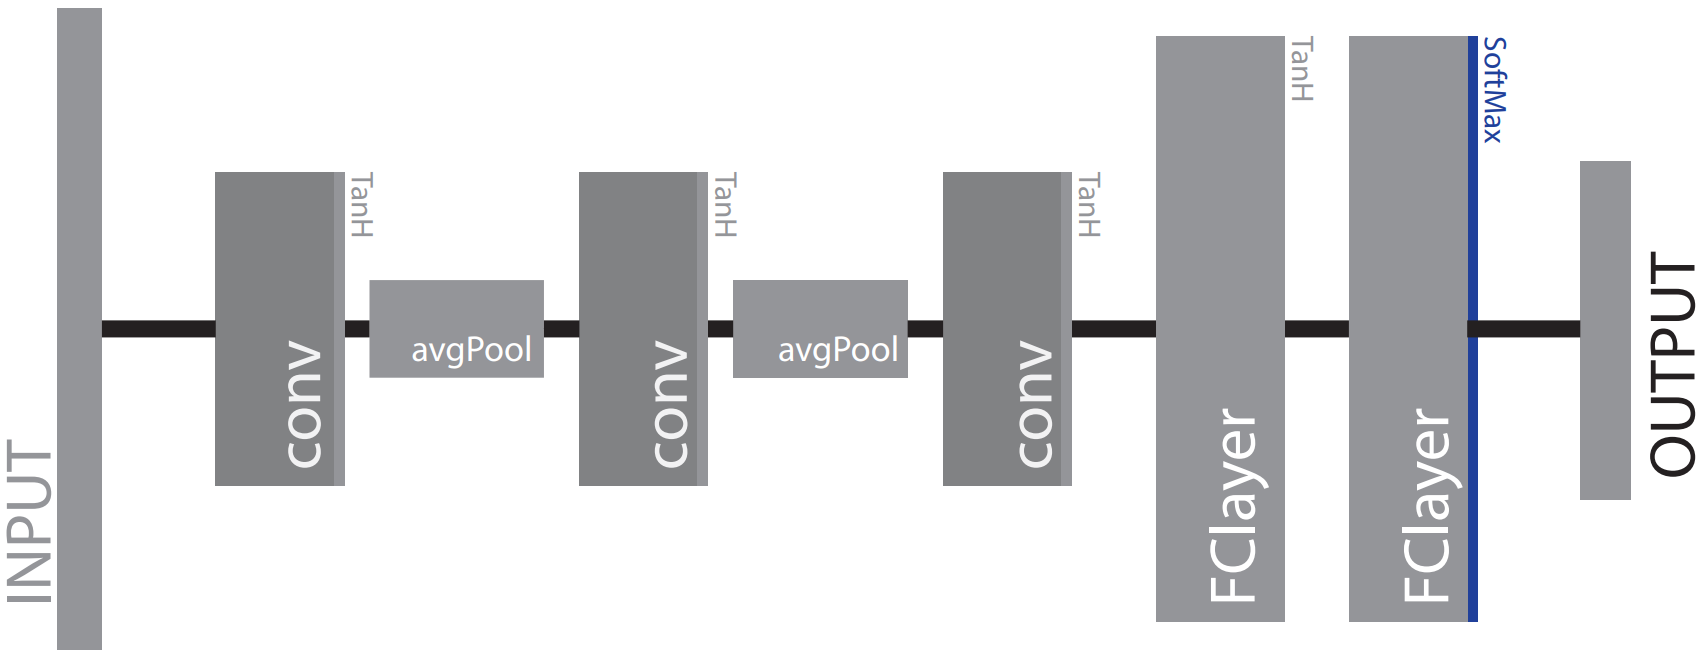 INPUT
conv
TanH
avgPool
conv
TanH
avgPool
conv
TanH
FClayer
TanH
FClayer
SoftMax
OUTPUT